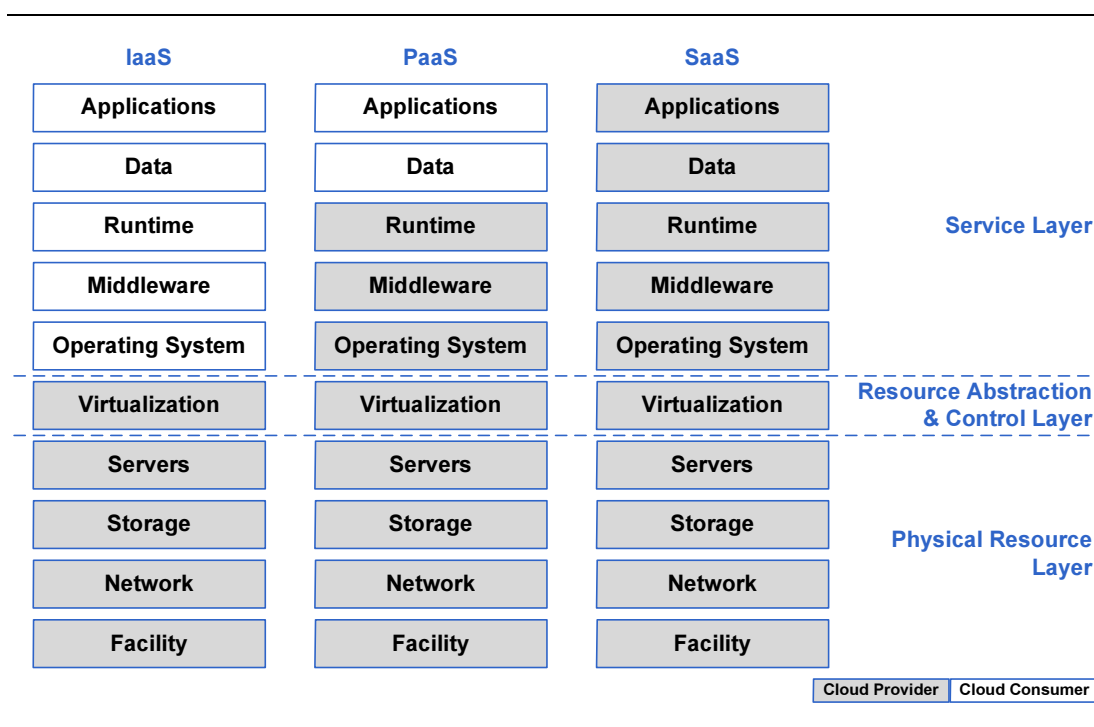 IaaS PaaS SaaS
Applications Applications Applications
Data Data Data
Runtime Runtime Runtime Service Layer
Middleware Middleware Middleware
Operating System Operating System Operating System
Virtualization Virtualization Virtualization Resource Abstraction
& Control Layer
Servers Servers Servers
Storage Storage Storage Physical Resource
Layer
Network Network Network
Facility Facility Facility
Cloud Provider Cloud Consumer